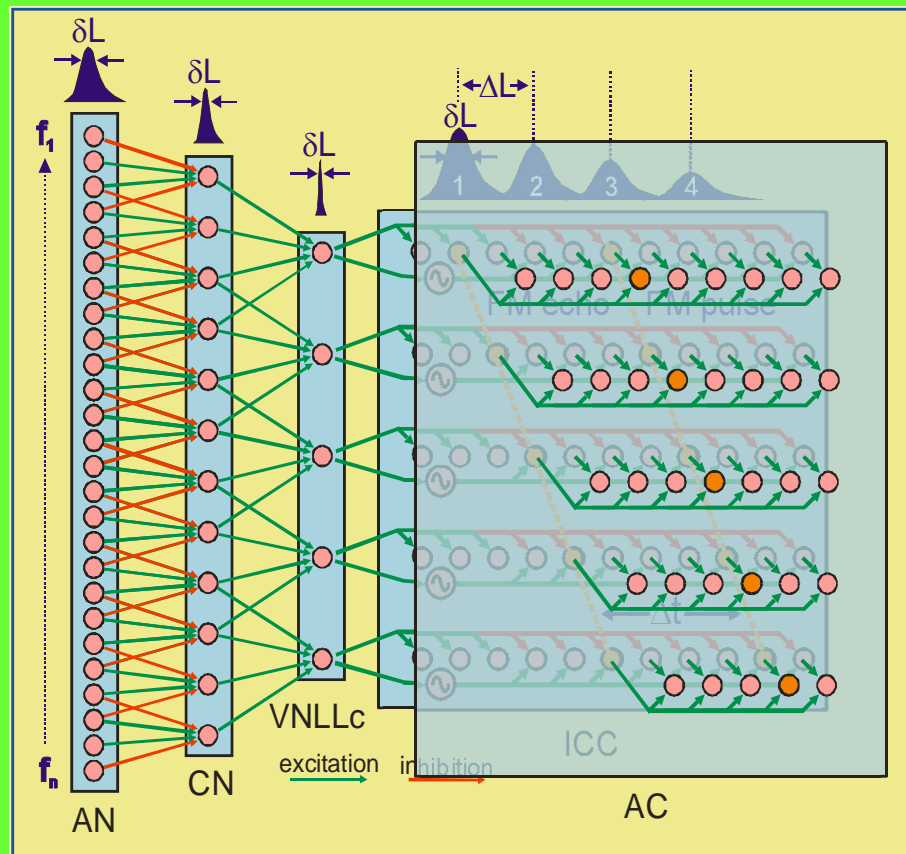 δL
δL
δL
ΔL
δL
1 2 3 4
f1
fn
FM echo FM pulse
Δt
ICC
VNLLc
excitation inhibition
CN
AN
AC